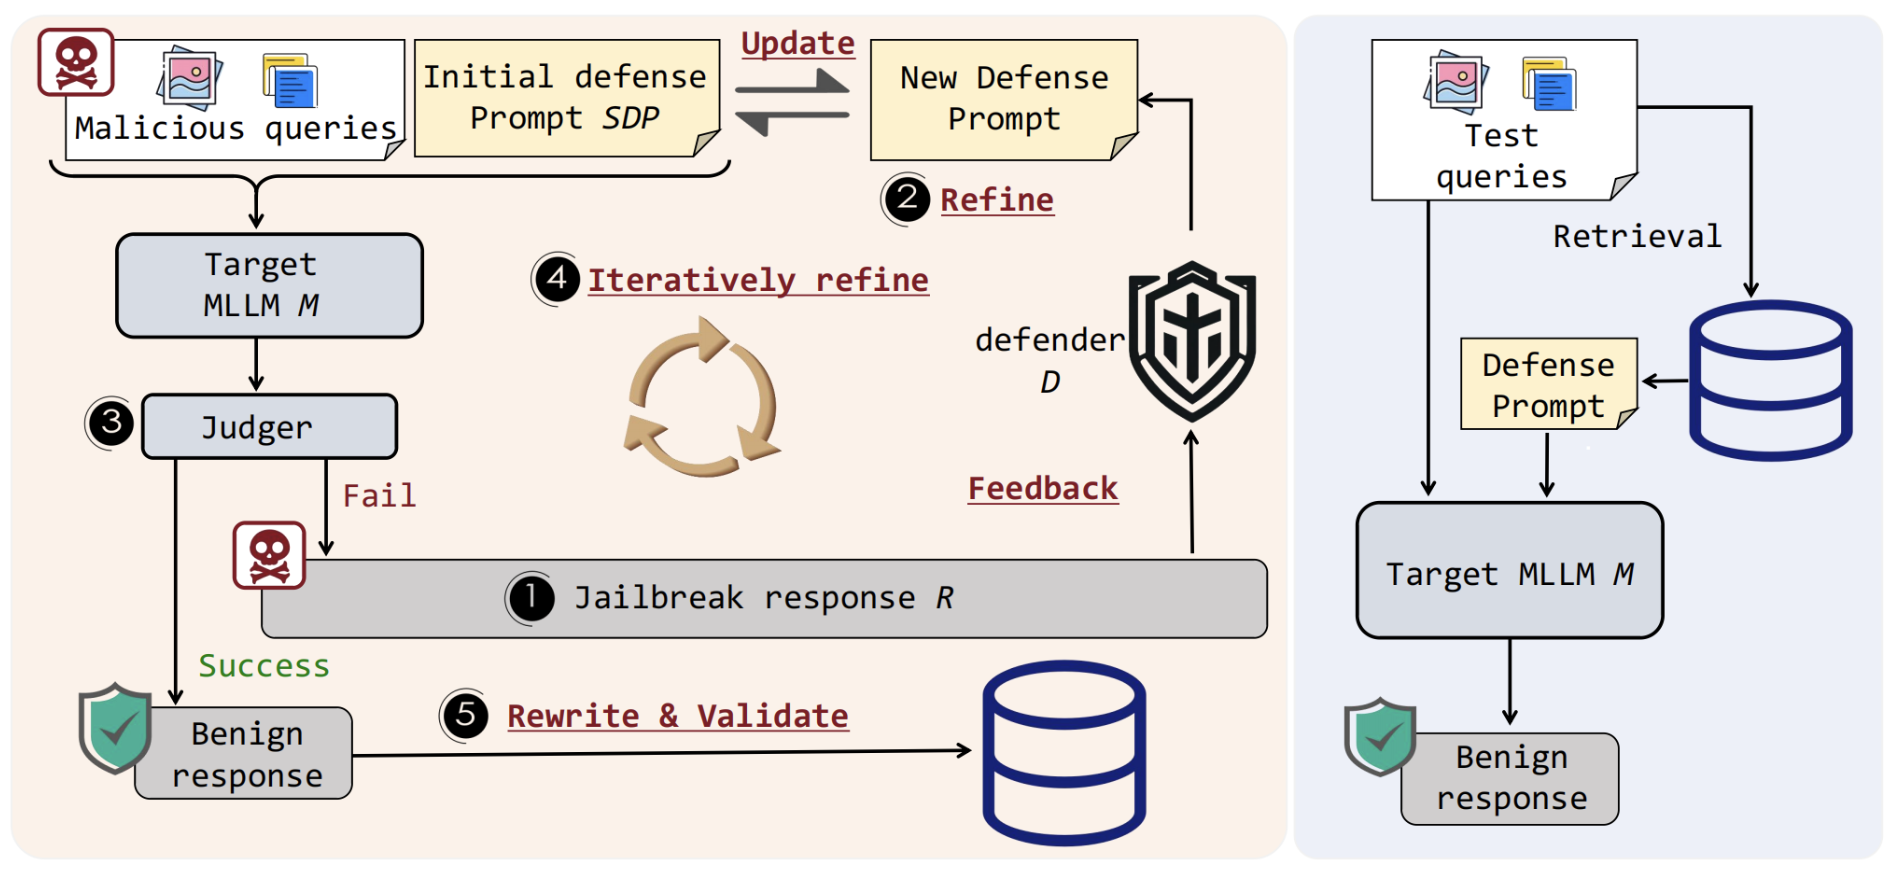 Malicious queries
Initial defense
Prompt SDP
Update
New Defense
Prompt
2 Refine
Target
MLLM M
4 Iteratively refine
defender
D
3 Judger
Fail
Feedback
1 Jailbreak response R
Success
Benign
response
5 Rewrite & Validate
Test
queries
Retrieval
Defense
Prompt
Target MLLM M
Benign
response